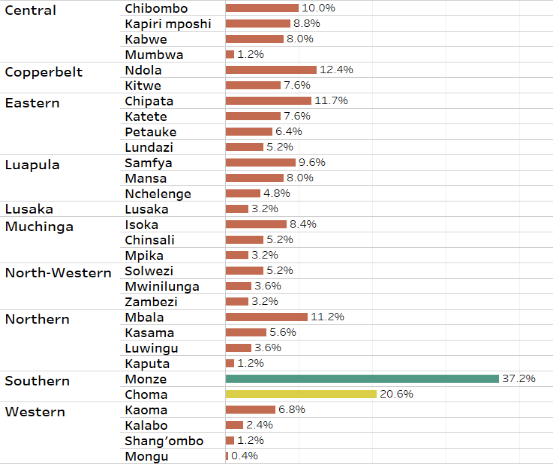 Central Chibombo 10.0%
Kapiri mposhi 8.8%
Kabwe 8.0%
Mumbwa 1.2%
Copperbelt Ndola 12.4%
Kitwe 7.6%
Eastern Chipata 11.7%
Katete 7.6%
Petauke 6.4%
Lundazi 5.2%
Luapula Samfya 9.6%
Mansa 8.0%
Nchelenge 4.8%
Lusaka Lusaka 3.2%
Muchinga Isoka 8.4%
Chinsali 5.2%
Mpika 3.2%
North-Western Solwezi 5.2%
Mwinilunga 3.6%
Zambezi 3.2%
Northern Mbala 11.2%
Kasama 5.6%
Luwingu 3.6%
Kaputa 1.2%
Southern Monze 37.2%
Choma 20.6%
Western Kaoma 6.8%
Kalabo 2.4%
Shang'ombo 1.2%
Mongu 0.4%